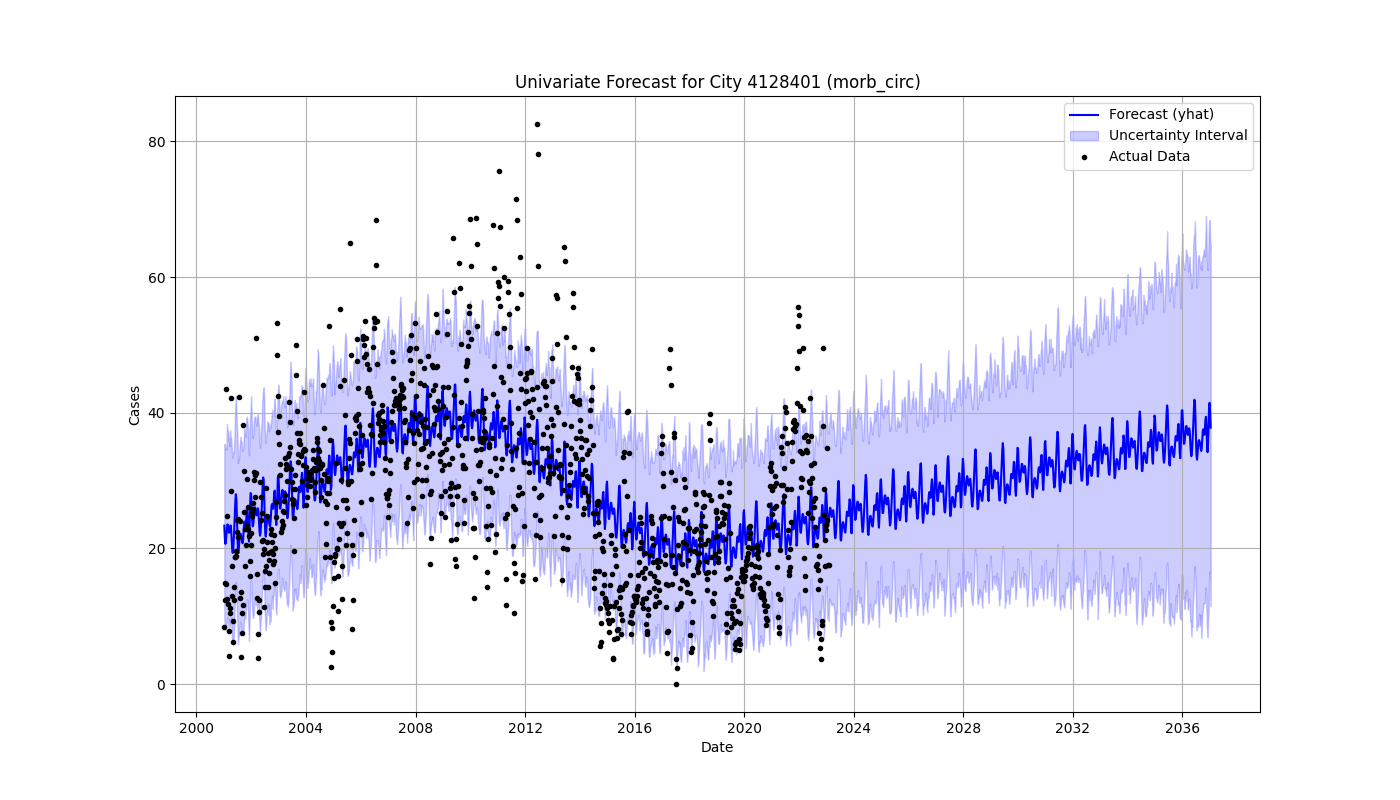 Univariate Forecast for City 4128401 (morb_circ)
Forecast (yhat)
Uncertainty Interval
Actual Data
Cases
80
60
40
20
0
2000 2004 2008 2012 2016 2020 2024 2028 2032 2036
Date